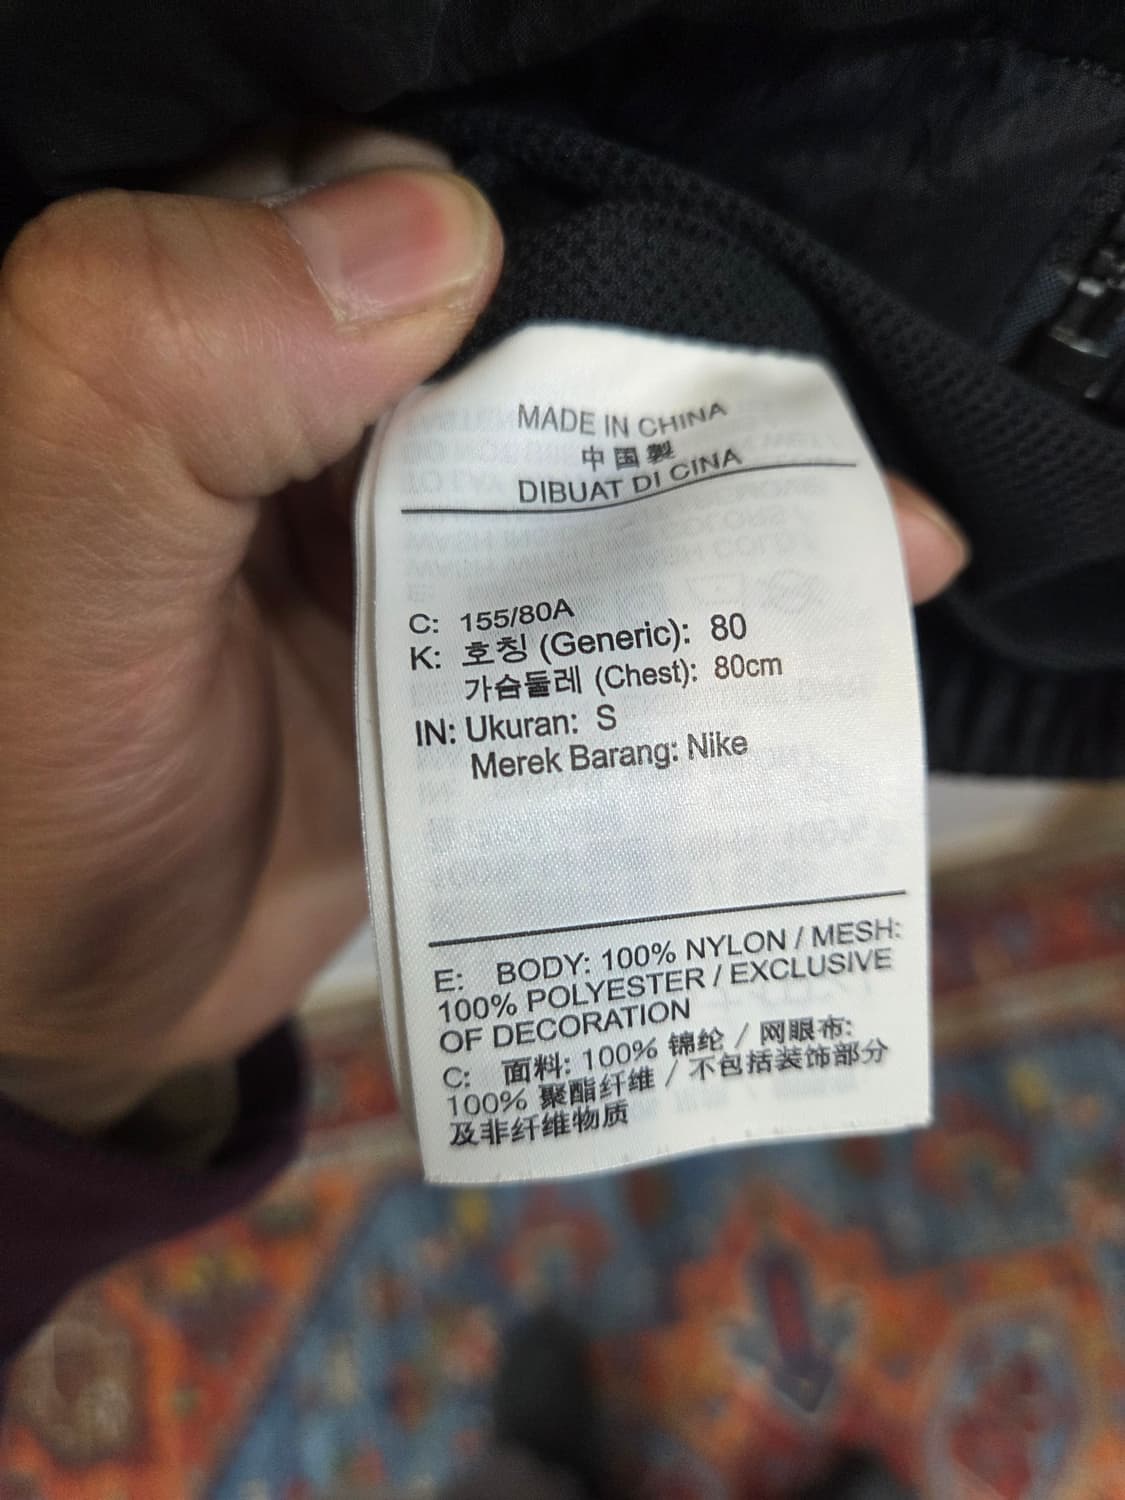 MADE IN CHINA
中国製
DIBUAT DI CINA
C: 155/80A
K: 호칭 (Generic): 80
가슴둘레 (Chest): 80cm
IN: Ukuran: S
Merek Barang: Nike
E: BODY: 100% NYLON / MESH:
100% POLYESTER / EXCLUSIVE
OF DECORATION
C: 面料: 100% 锦纶 / 网眼布:
100% 聚酯纤维 / 不包括装饰部分
及非纤维物质